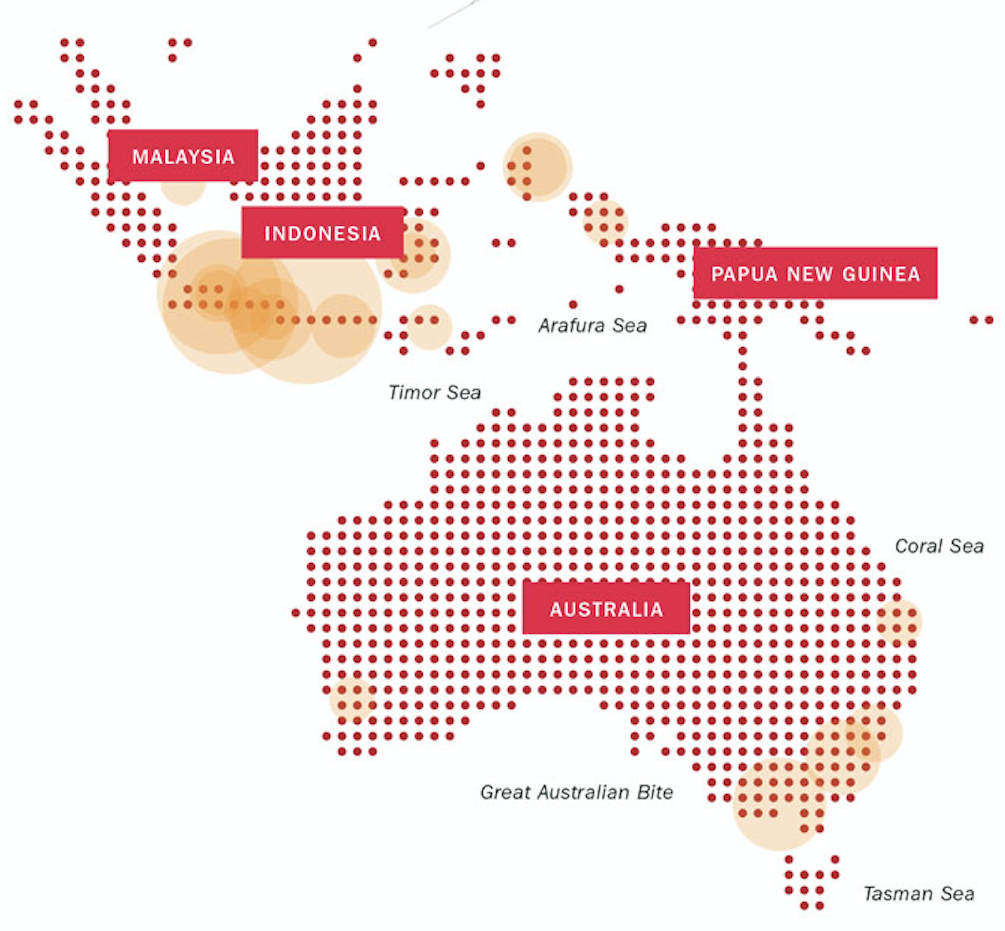 MALAYSIA
INDONESIA
PAPUA NEW GUINEA
Arafura Sea
Timor Sea
Coral Sea
AUSTRALIA
Great Australian Bite
Tasman Sea